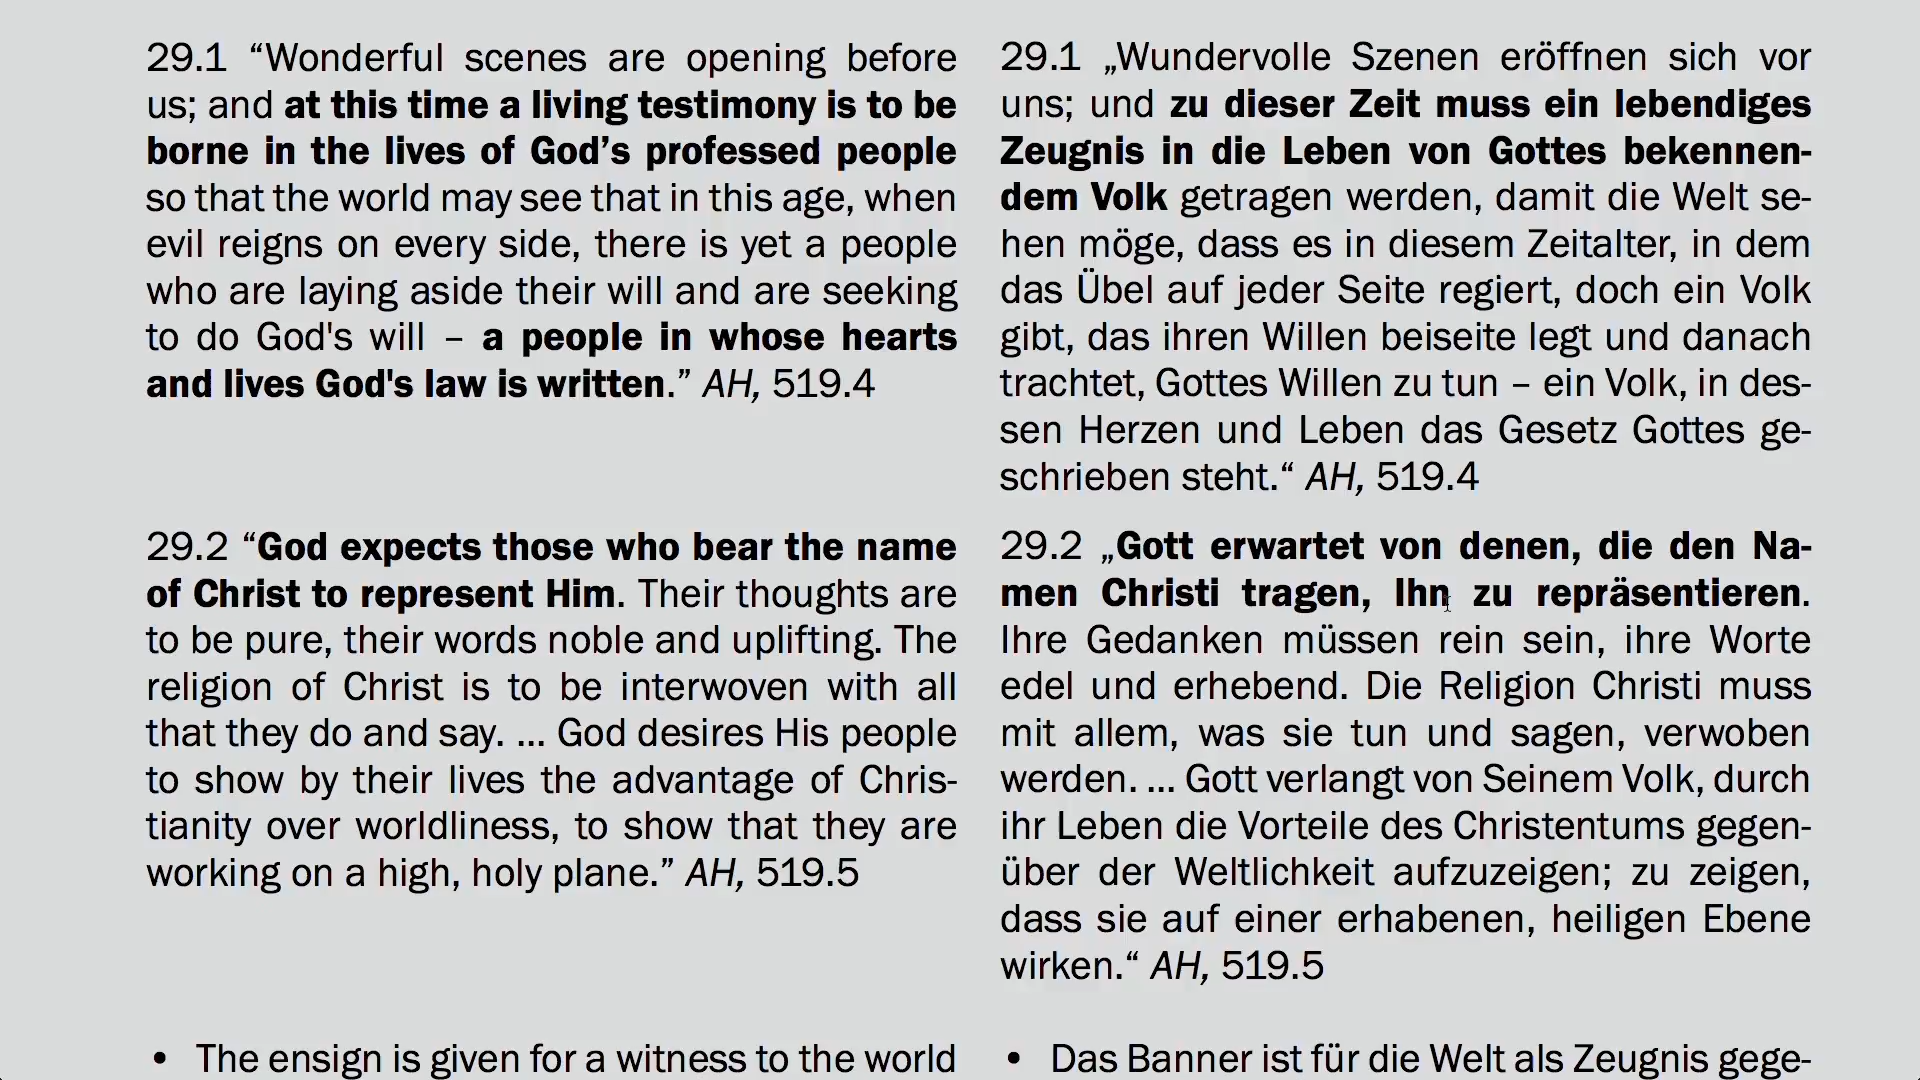 29.1 “Wonderful scenes are opening before
us; and at this time a living testimony is to be
borne in the lives of God’s professed people
so that the world may see that in this age, when
evil reigns on every side, there is yet a people
who are laying aside their will and are seeking
to do God's will – a people in whose hearts
and lives God's law is written.” AH, 519.4
29.2 “God expects those who bear the name
of Christ to represent Him. Their thoughts are
to be pure, their words noble and uplifting. The
religion of Christ is to be interwoven with all
that they do and say. ... God desires His people
to show by their lives the advantage of Chris-
tianity over worldliness, to show that they are
working on a high, holy plane.” AH, 519.5
• The ensign is given for a witness to the world
29.1 „Wundervolle Szenen eröffnen sich vor
uns; und zu dieser Zeit muss ein lebendiges
Zeugnis in die Leben von Gottes bekennen-
dem Volk getragen werden, damit die Welt se-
hen möge, dass es in diesem Zeitalter, in dem
das Übel auf jeder Seite regiert, doch ein Volk
gibt, das ihren Willen beiseite legt und danach
trachtet, Gottes Willen zu tun – ein Volk, in des-
sen Herzen und Leben das Gesetz Gottes ge-
schrieben steht.“ AH, 519.4
29.2 „Gott erwartet von denen, die den Na-
men Christi tragen, Ihn zu repräsentieren.
Ihre Gedanken müssen rein sein, ihre Worte
edel und erhebend. Die Religion Christi muss
mit allem, was sie tun und sagen, verwoben
werden. ... Gott verlangt von Seinem Volk, durch
ihr Leben die Vorteile des Christentums gegen-
über der Weltlichkeit aufzuzeigen; zu zeigen,
dass sie auf einer erhabenen, heiligen Ebene
wirken.“ AH, 519.5
• Das Banner ist für die Welt als Zeugnis gege-